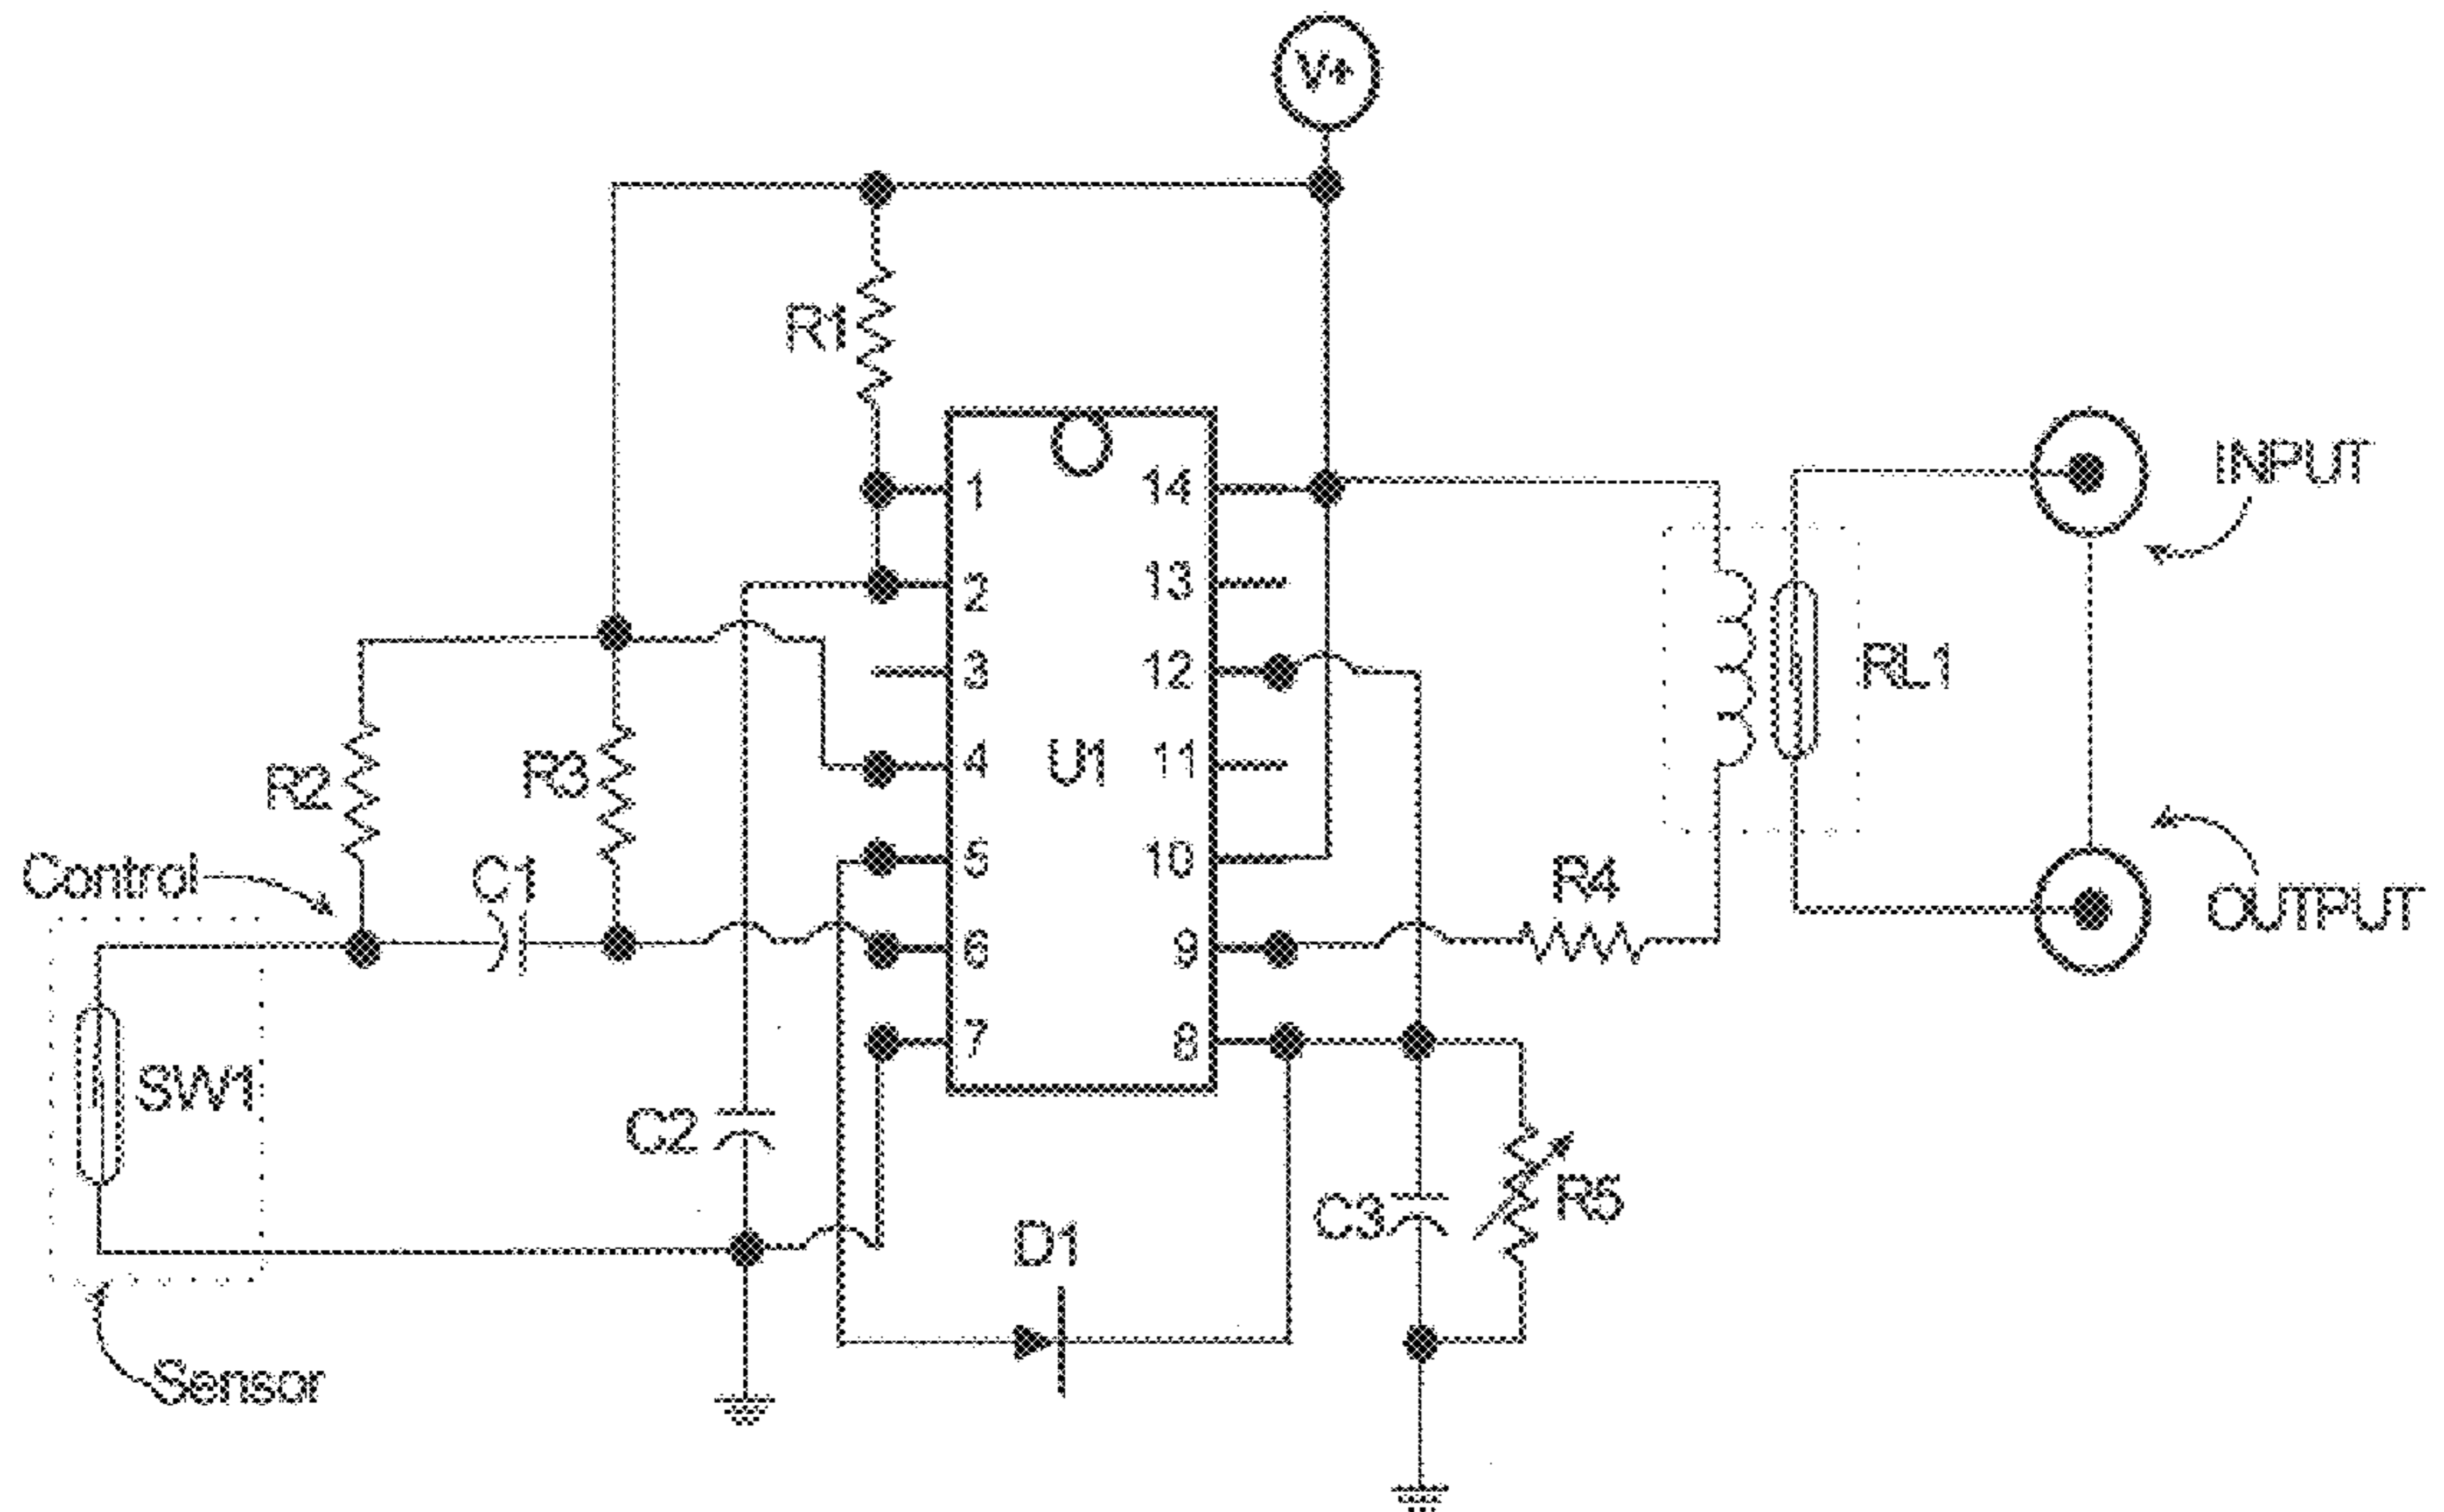 V+
R1
INPUT
1 14
2 13
3 12
RL1
R2
R3
4 U1 11
Control
C1
5 10
R4
OUTPUT
6 9
7 8
SW1
C2
C3
R5
D1
Sensor